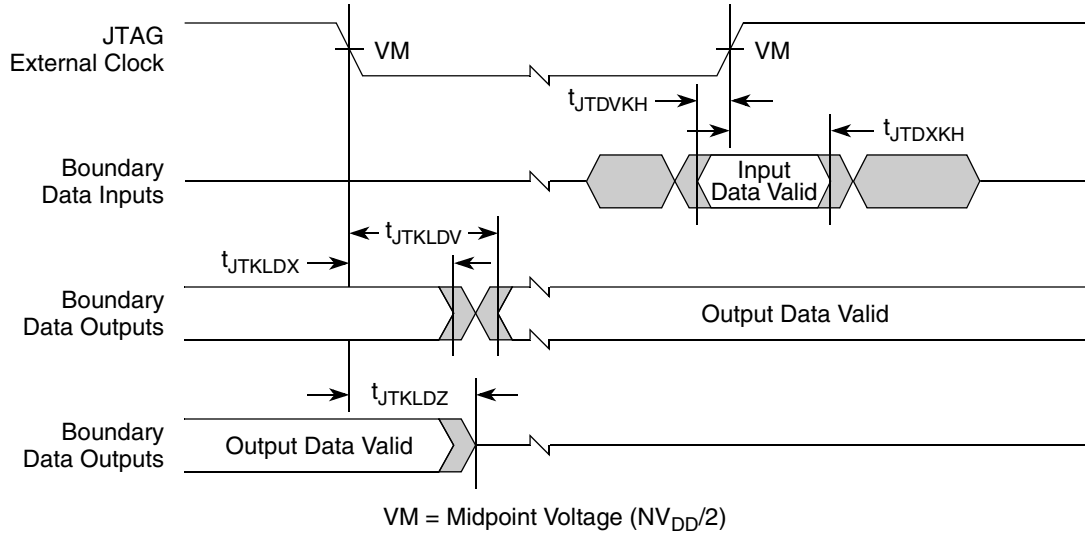 JTAG
External Clock
VM
VM
tJTDVKH
tJTDXKH
Boundary
Data Inputs
Input
Data Valid
tJTKLDV
tJTKLDX
Boundary
Data Outputs
Output Data Valid
tJTKLDZ
Boundary
Data Outputs
Output Data Valid
VM = Midpoint Voltage (NVDD/2)